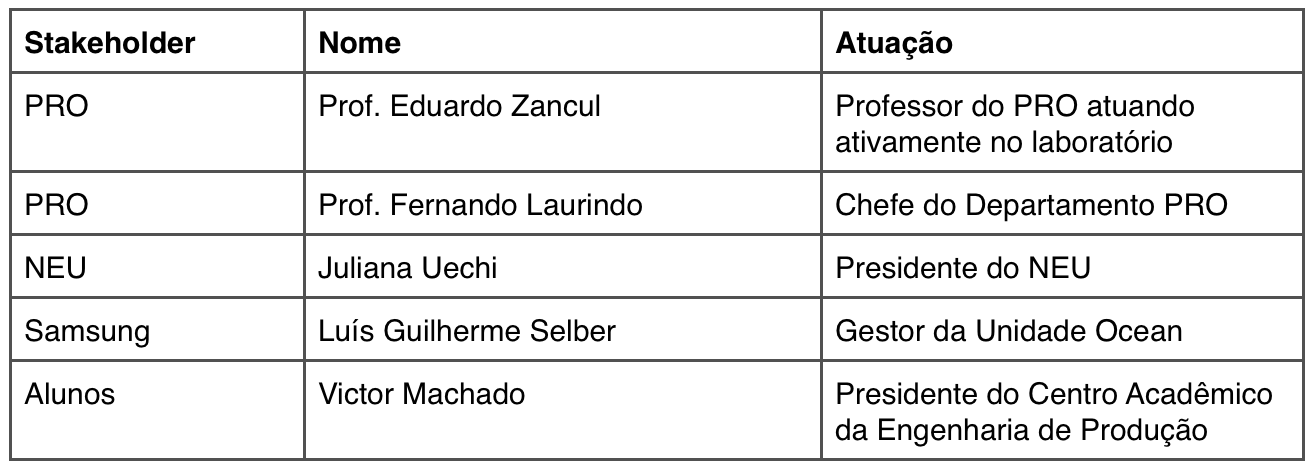 Stakeholder Nome Atuação
PRO Prof. Eduardo Zancul Professor do PRO atuando
ativamente no laboratório
PRO Prof. Fernando Laurindo Chefe do Departamento PRO
NEU Juliana Uechi Presidente do NEU
Samsung Luís Guilherme Selber Gestor da Unidade Ocean
Alunos Victor Machado Presidente do Centro Acadêmico
da Engenharia de Produção